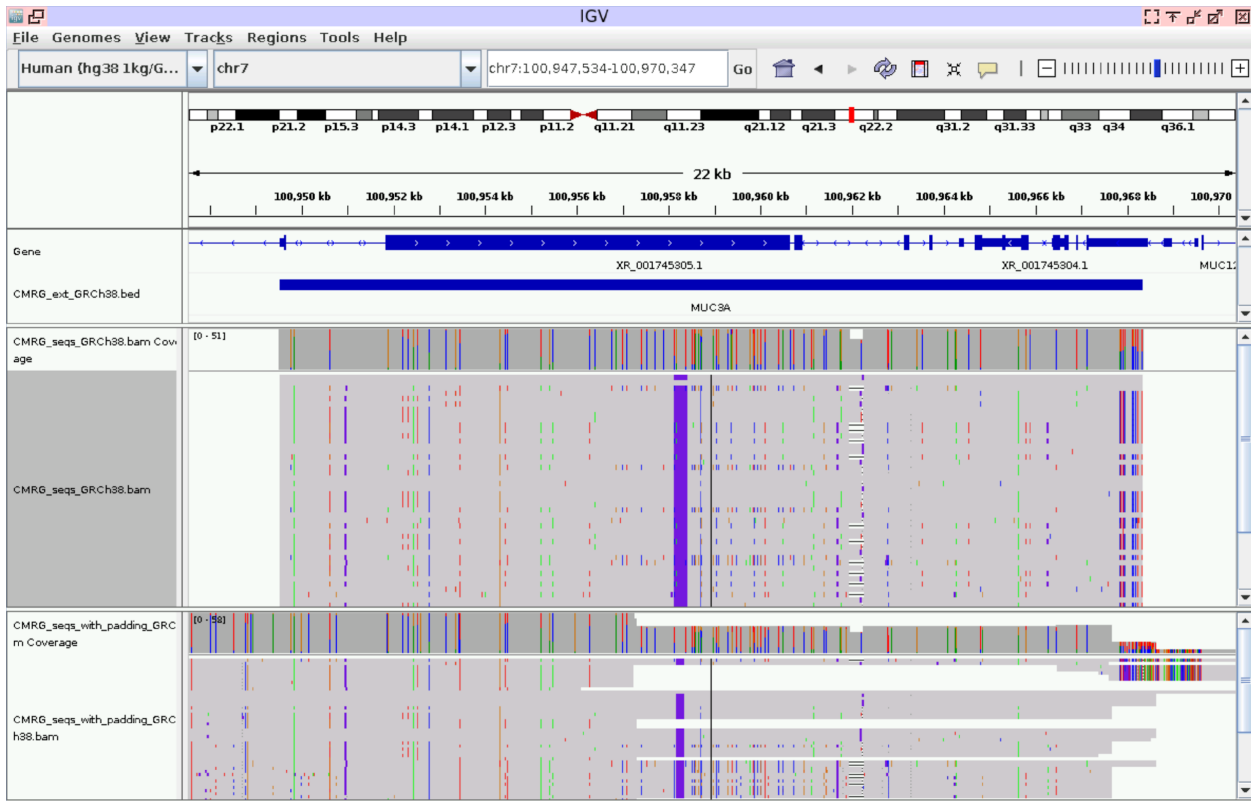 IGV
File Genomes View Tracks Regions Tools Help
Human (hg38 1kg/G... chr7 chr7:100,947,534-100,970,347 Go
p22.1 p21.2 p15.3 p14.3 p14.1 p12.3 p11.2 q11.21 q11.23 q21.12 q21.3 q22.2 q31.2 q31.33 q33 q34 q36.1
22 kb
100,950 kb 100,952 kb 100,954 kb 100,956 kb 100,958 kb 100,960 kb 100,962 kb 100,964 kb 100,966 kb 100,968 kb 100,970
Gene
XR_001745305.1 XR_001745304.1 MUC12
CMRG_ext_GRCh38.bed
MUC3A
CMRG_seqs_GRCh38.bam Cov
age
[0 - 51]
CMRG_seqs_GRCh38.bam
CMRG_seqs_with_padding_GRC
m Coverage
[0 - 58]
CMRG_seqs_with_padding_GRC
h38.bam